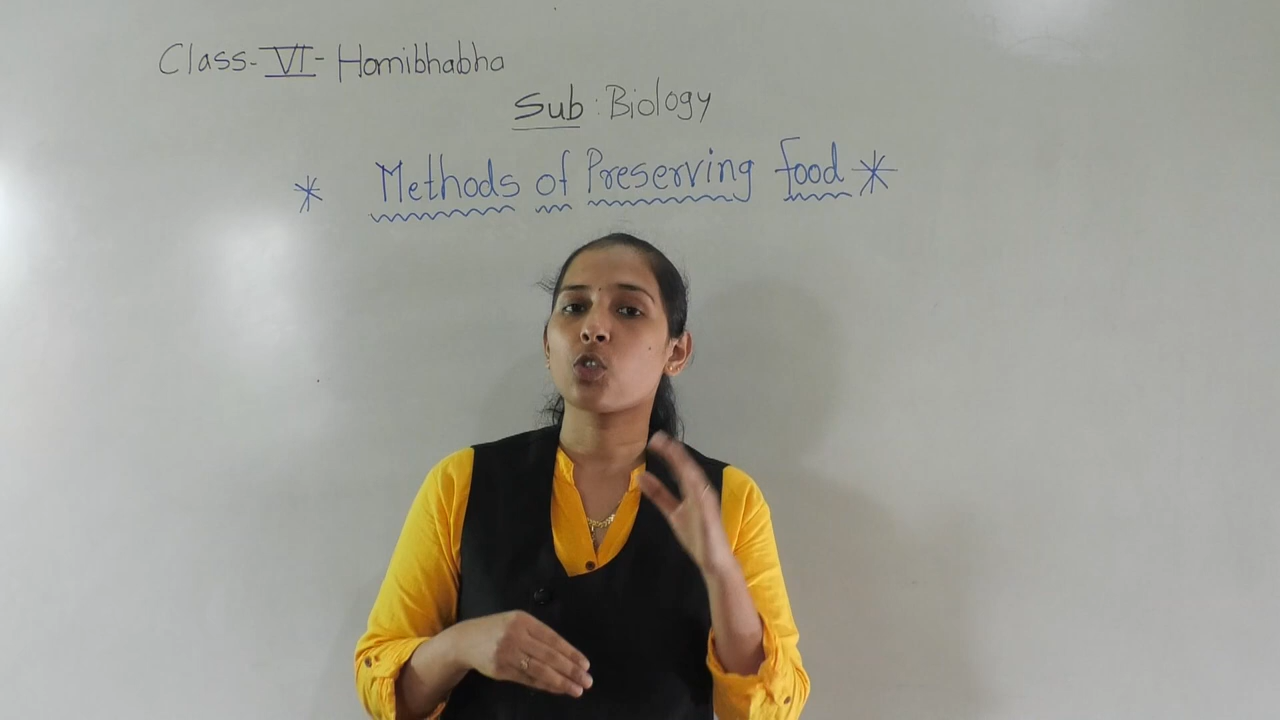 Class-VI-Homibhabha
Sub : Biology
* Methods of Preserving food *